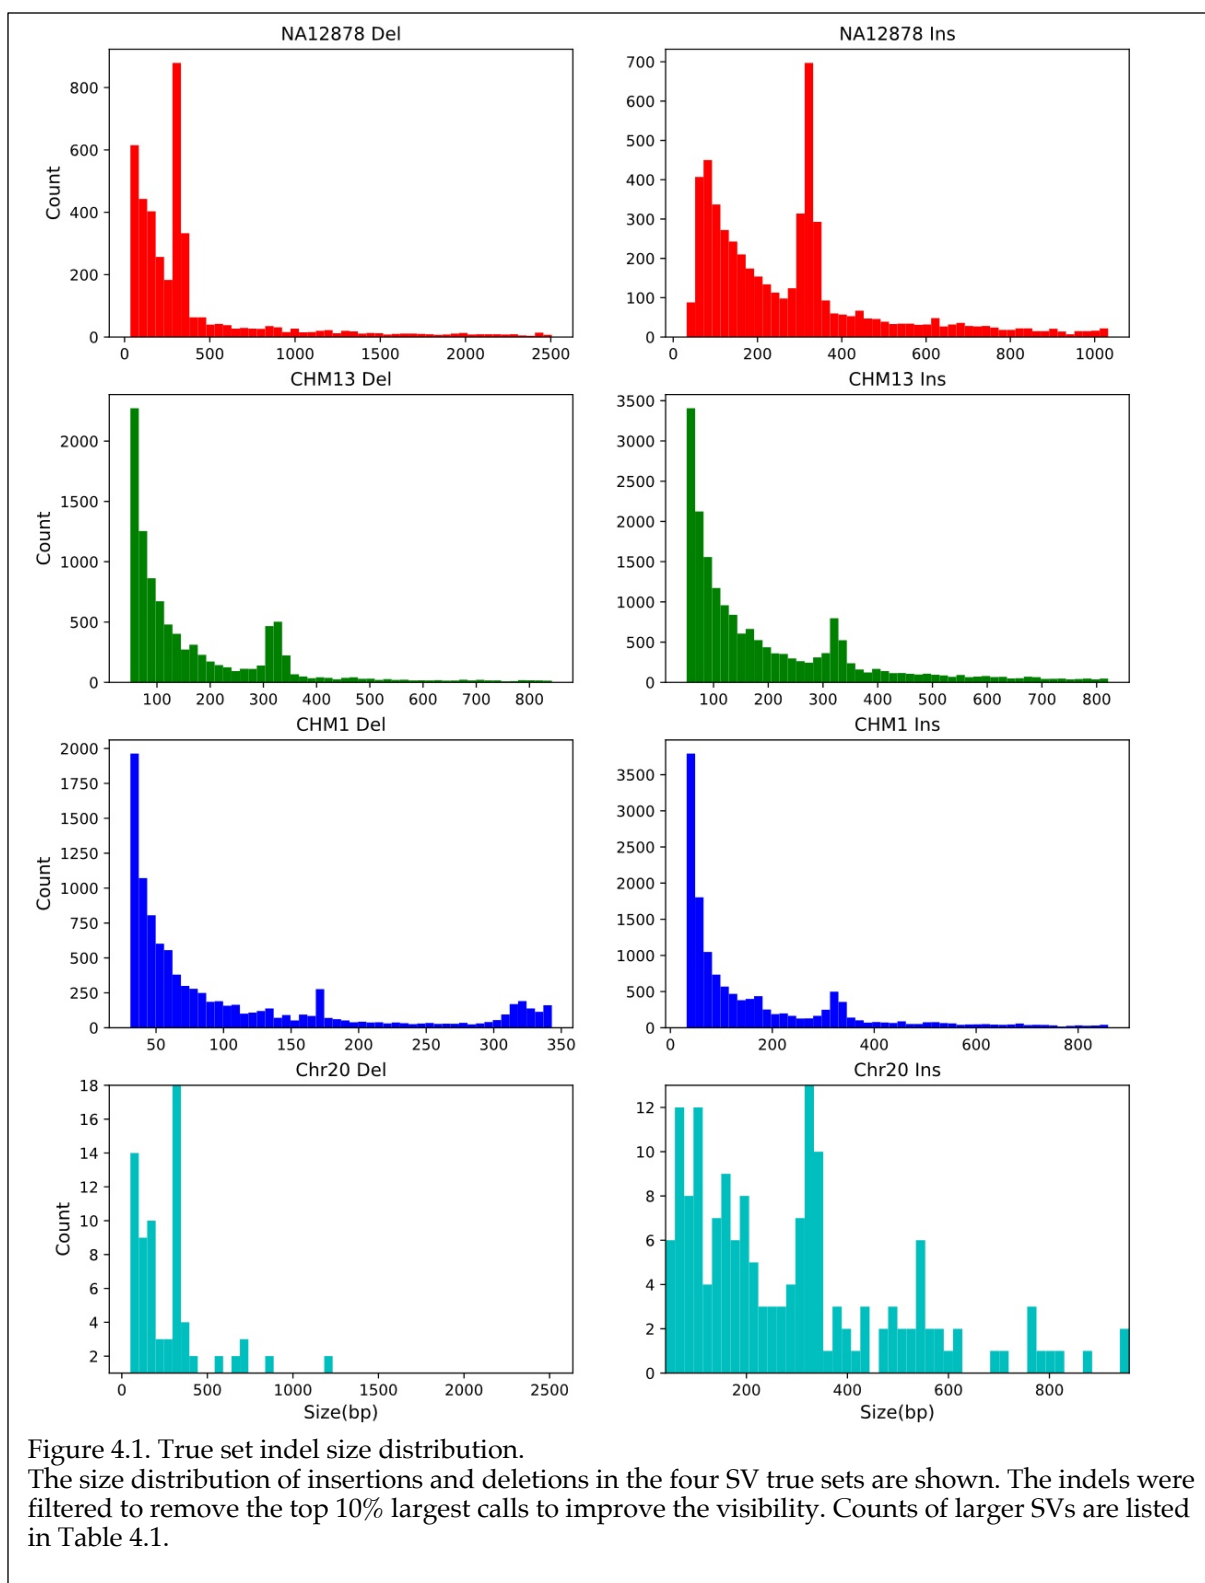 NA12878 Del
NA12878 Ins
Count
800
600
400
200
0
0 500 1000 1500 2000 2500
700
600
500
400
300
200
100
0
0 200 400 600 800 1000
CHM13 Del
CHM13 Ins
Count
2000
1500
1000
500
0
100 200 300 400 500 600 700 800
3500
3000
2500
2000
1500
1000
500
0
100 200 300 400 500 600 700 800
CHM1 Del
CHM1 Ins
Count
2000
1750
1500
1250
1000
750
500
250
0
50 100 150 200 250 300 350
3500
3000
2500
2000
1500
1000
500
0
0 200 400 600 800
Chr20 Del
Chr20 Ins
Count
18
16
14
12
10
8
6
4
2
0 500 1000 1500 2000 2500
Size(bp)
12
10
8
6
4
2
0
200 400 600 800
Size(bp)
Figure 4.1. True set indel size distribution.
The size distribution of insertions and deletions in the four SV true sets are shown. The indels were
filtered to remove the top 10% largest calls to improve the visibility. Counts of larger SVs are listed
in Table 4.1.